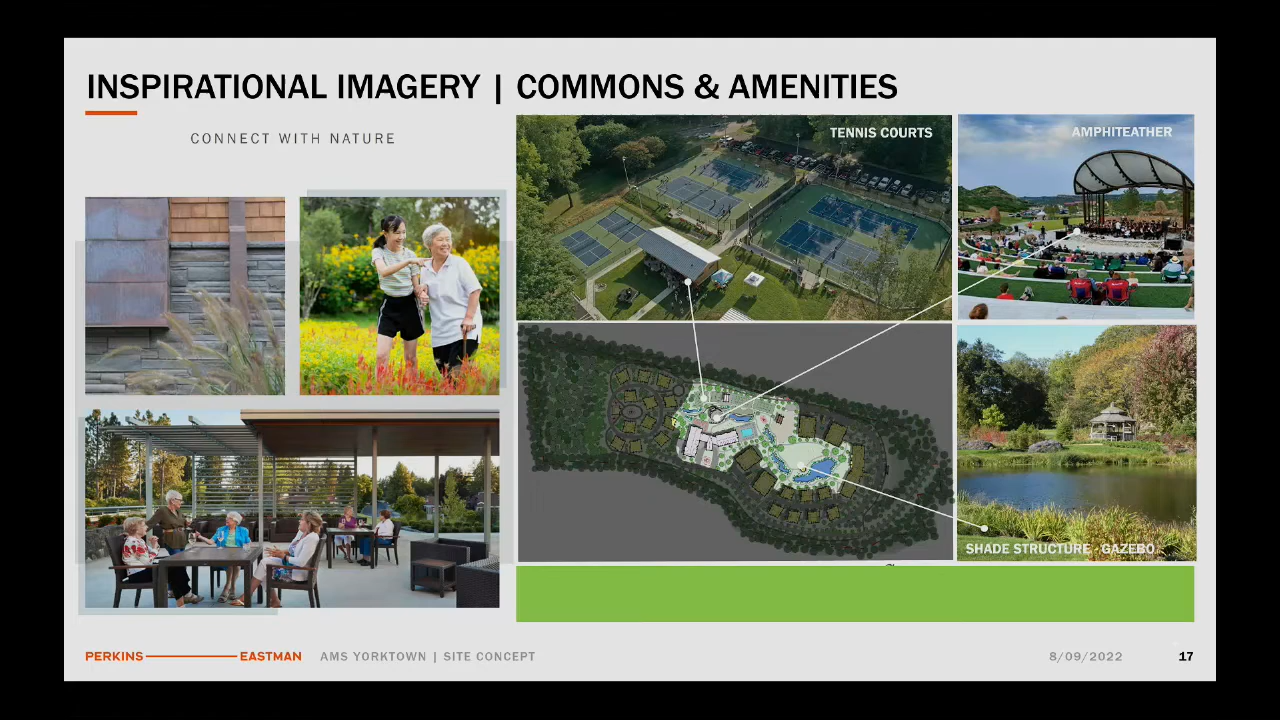 INSPIRATIONAL IMAGERY | COMMONS & AMENITIES
CONNECT WITH NATURE
TENNIS COURTS
AMPHITEATHER
SHADE STRUCTURE - GAZEBO
PERKINS EASTMAN
AMS YORKTOWN | SITE CONCEPT
8/09/2022
17